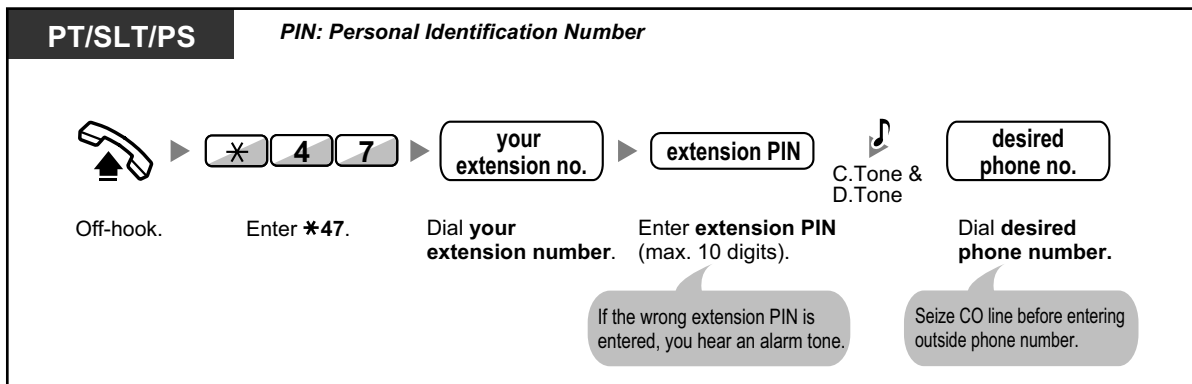 PT/SLT/PS
PIN: Personal Identification Number
✳ 4 7
your
extension no.
extension PIN
C.Tone &
D.Tone
desired
phone no.
Off-hook.
Enter ✳47.
Dial your
extension number.
Enter extension PIN
(max. 10 digits).
Dial desired
phone number.
If the wrong extension PIN is
entered, you hear an alarm tone.
Seize CO line before entering
outside phone number.